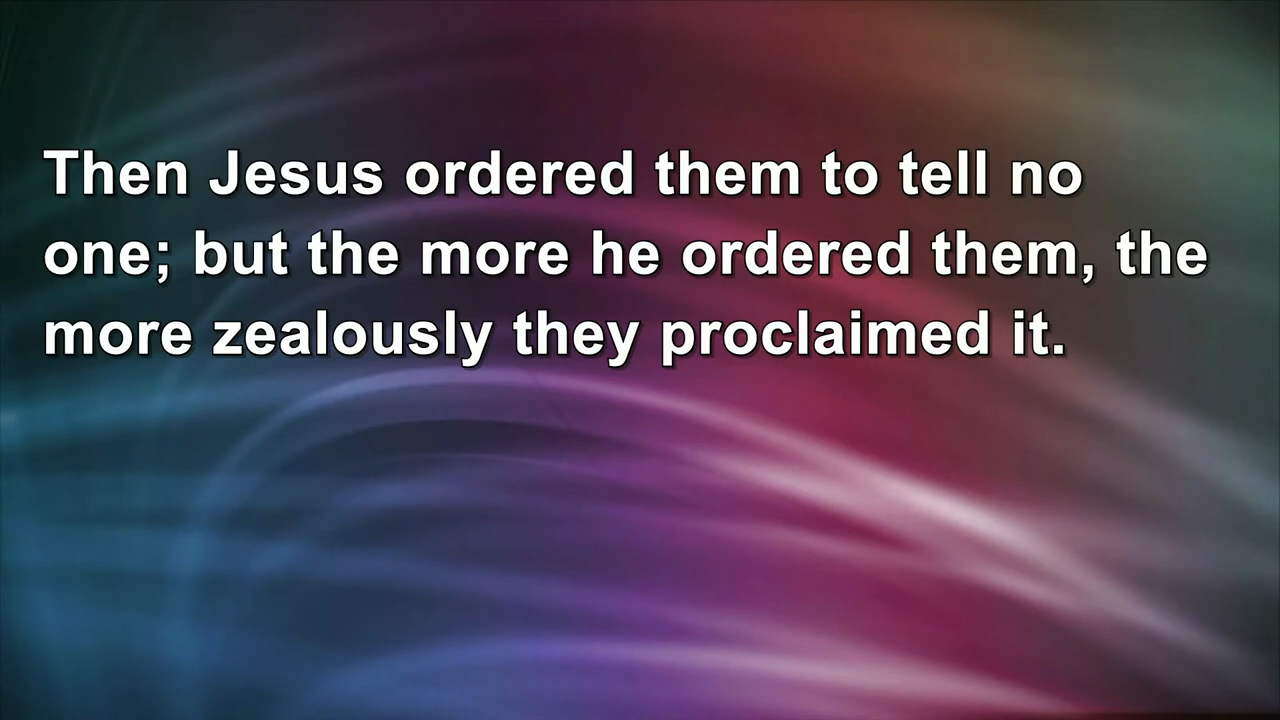 Then Jesus ordered them to tell no
one; but the more he ordered them, the
more zealously they proclaimed it.